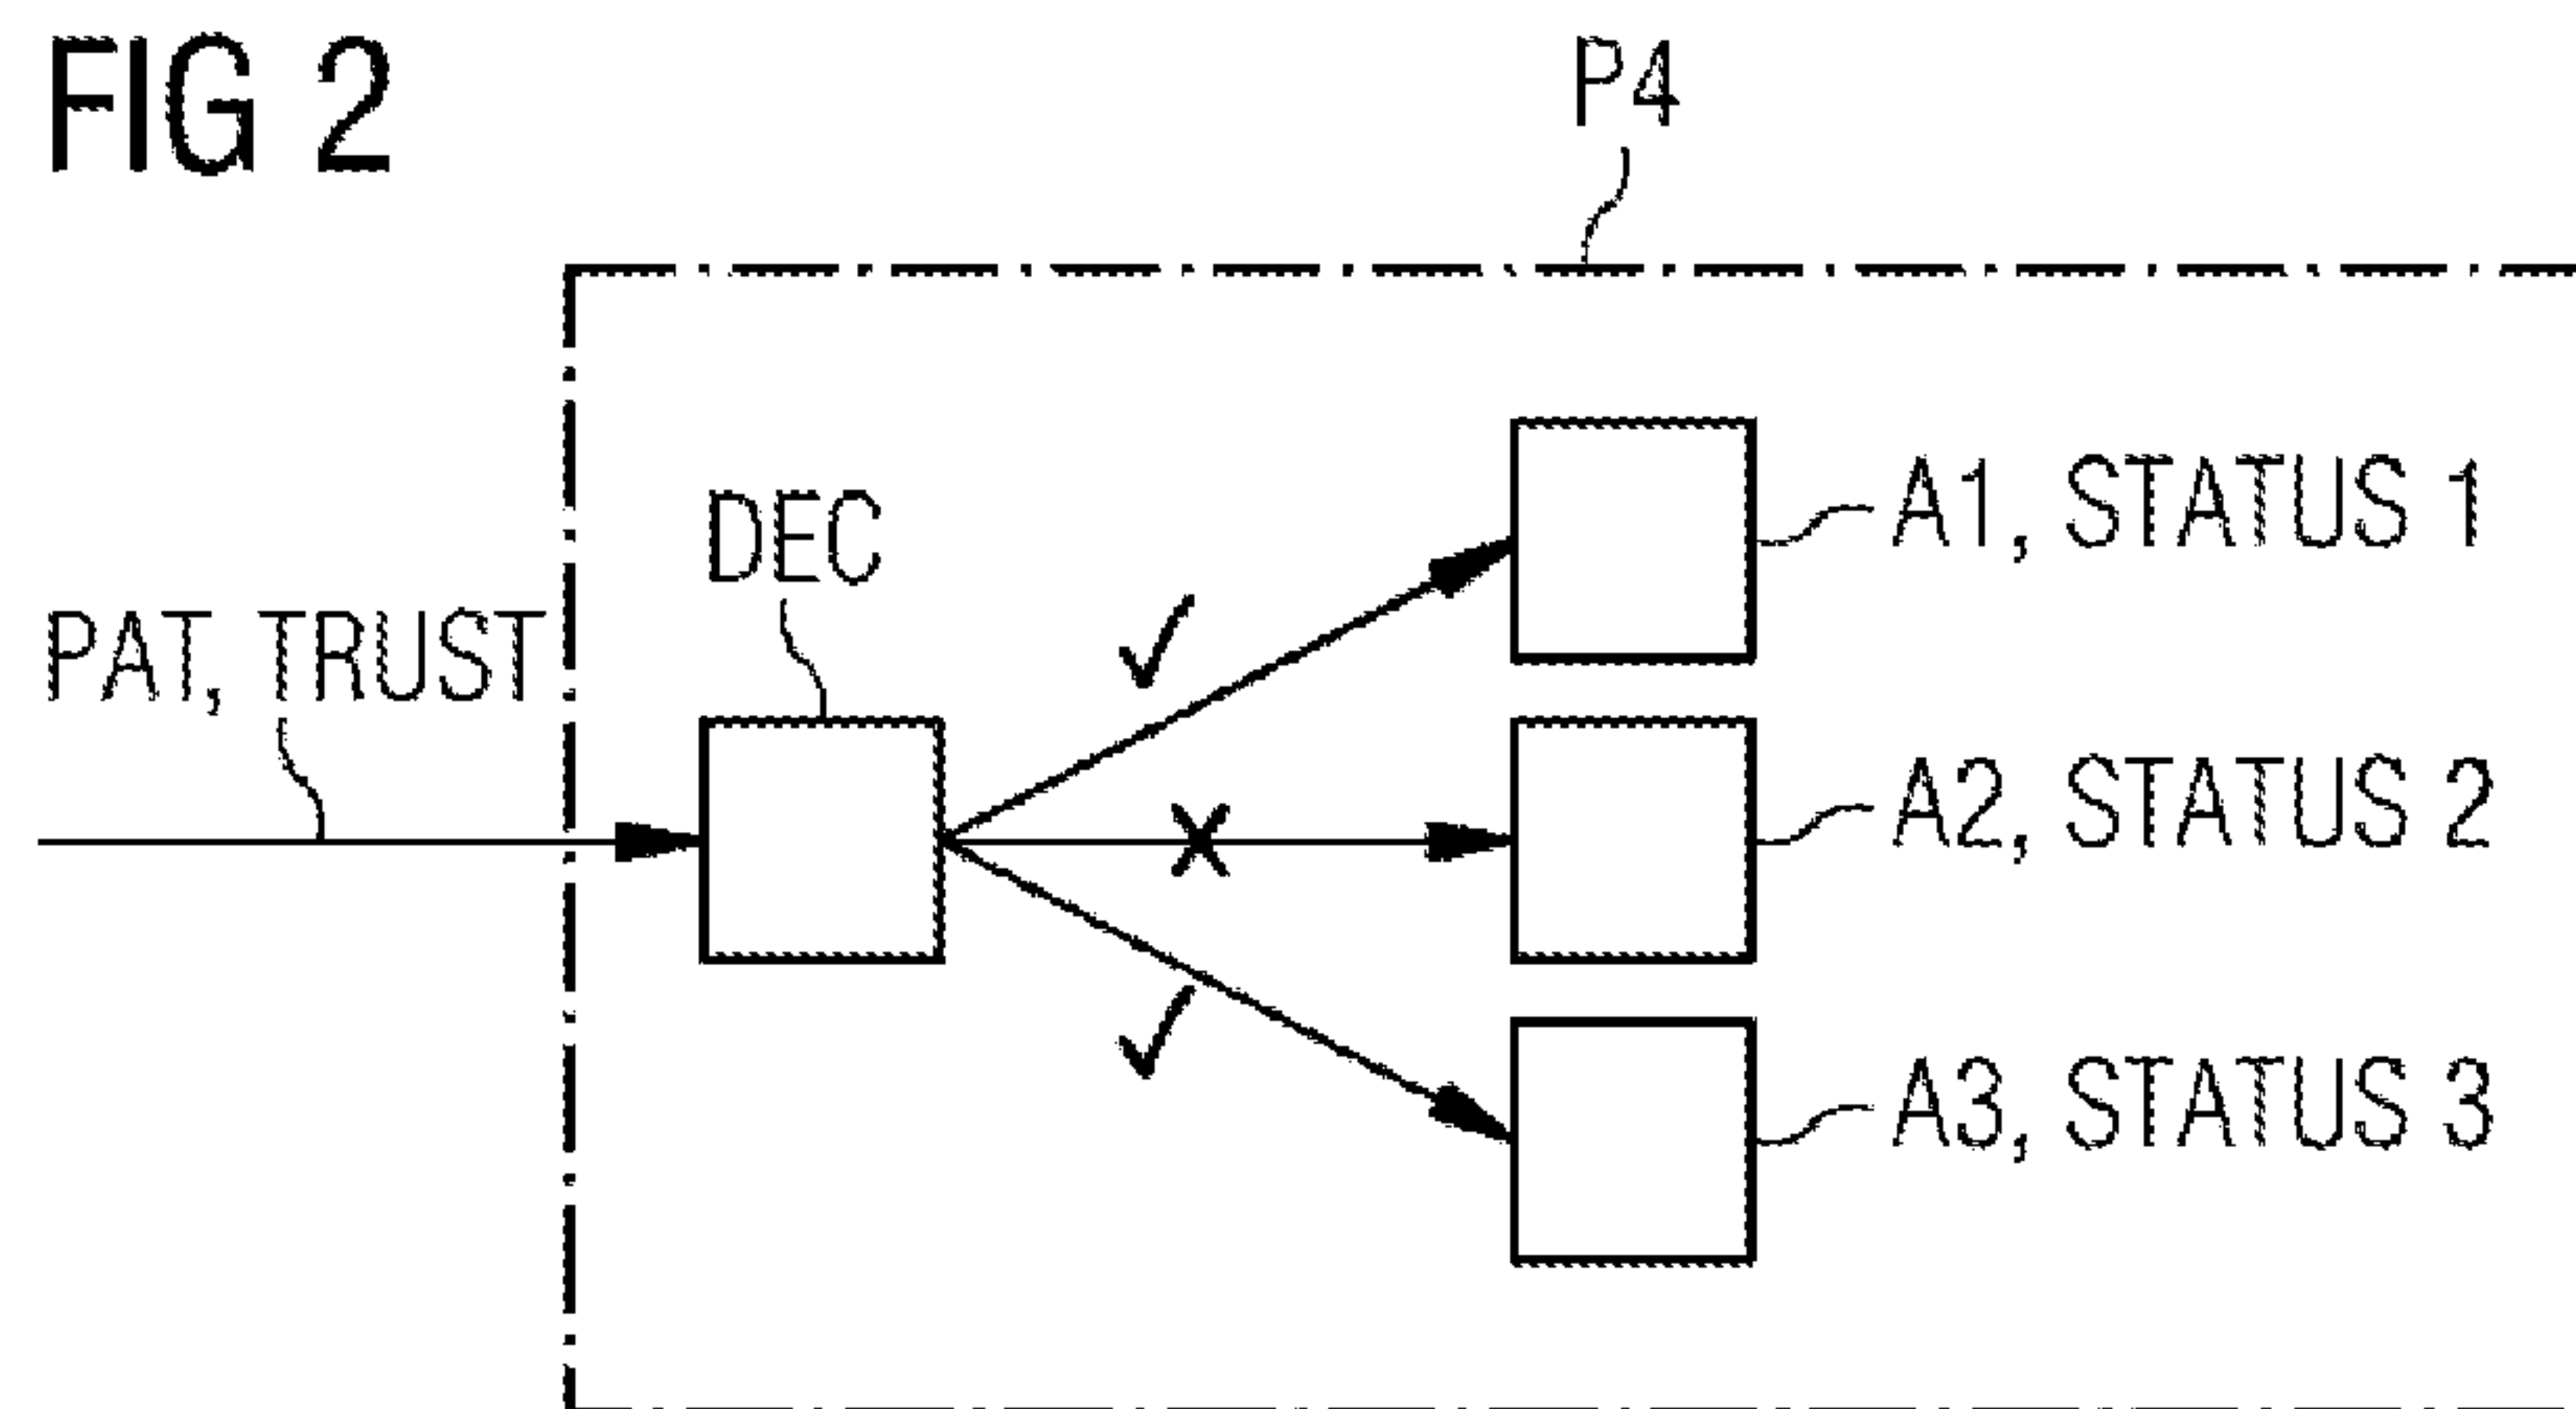 FIG 2
P4
DEC
A1, STATUS 1
PAT, TRUST
A2, STATUS 2
A3, STATUS 3